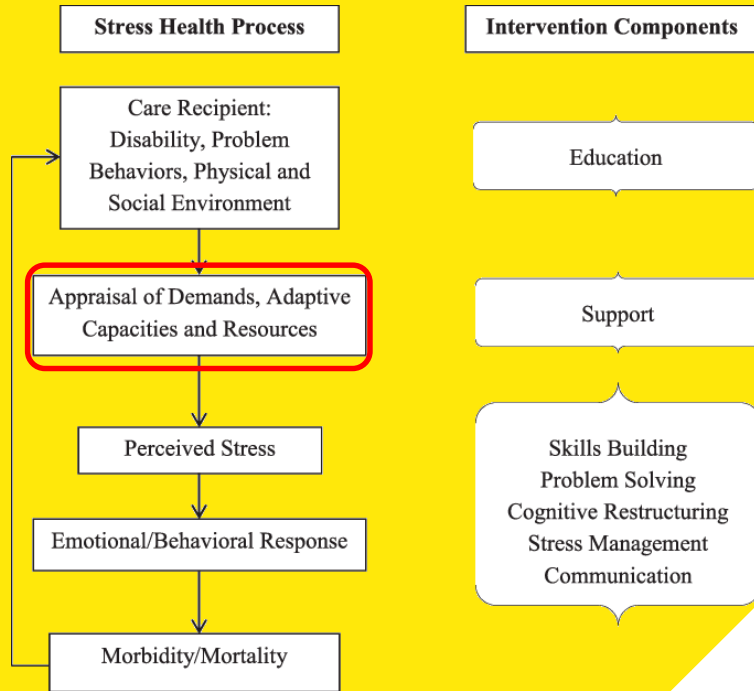 Stress Health Process
Intervention Components
Care Recipient:
Disability, Problem
Behaviors, Physical and
Social Environment
Education
Appraisal of Demands, Adaptive
Capacities and Resources
Support
Perceived Stress
Emotional/Behavioral Response
Morbidity/Mortality
Skills Building
Problem Solving
Cognitive Restructuring
Stress Management
Communication